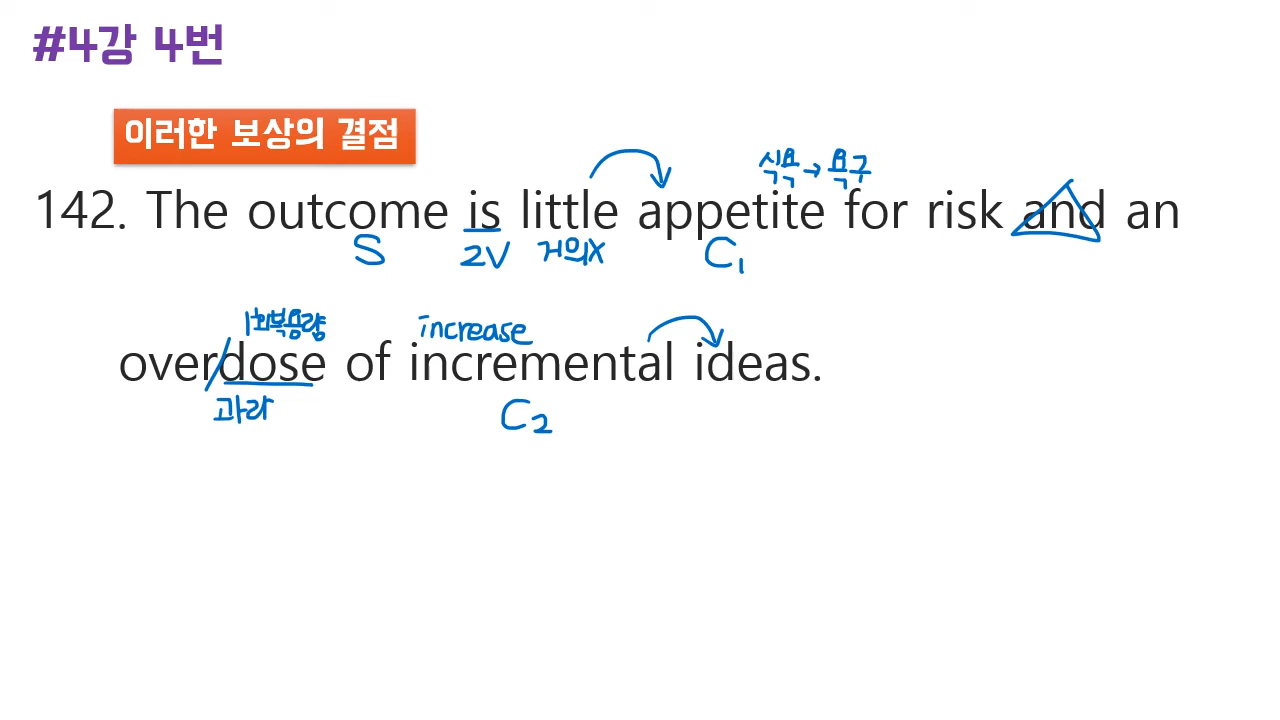 #4강 4번
이러한 보상의 결점
식욕→욕구
142. The outcome is little appetite for risk and an
S 2V 거의X C1
1회복용량 increase
overdose of incremental ideas.
과라 C2